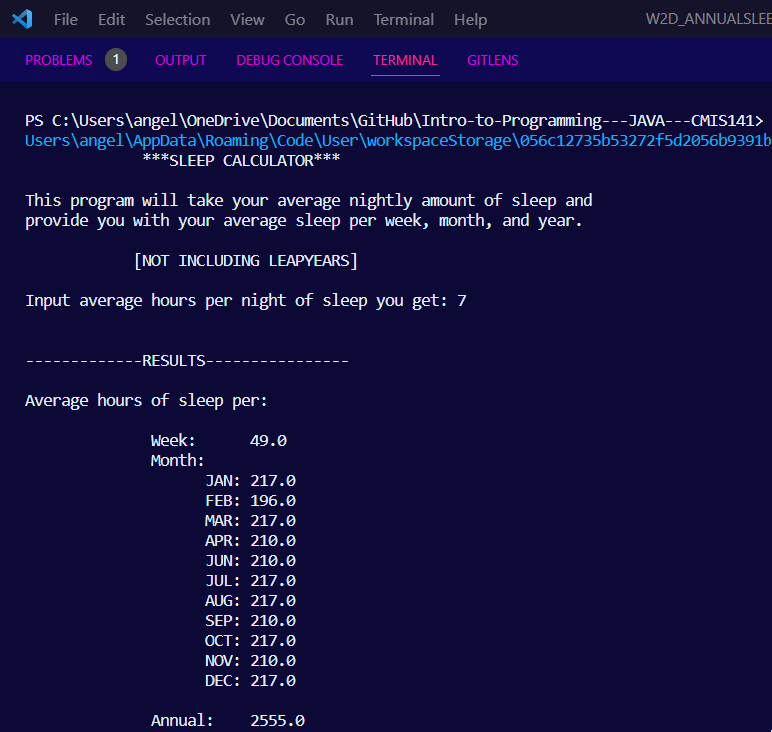 File Edit Selection View Go Run Terminal Help W2D_ANNUALSLEE
PROBLEMS 1 OUTPUT DEBUG CONSOLE TERMINAL GITLENS
PS C:\Users\angel\OneDrive\Documents\GitHub\Intro-to-Programming---JAVA---CMIS141>
Users\angel\AppData\Roaming\Code\User\workspaceStorage\056c12735b53272f5d2056b9391b
***SLEEP CALCULATOR***
This program will take your average nightly amount of sleep and
provide you with your average sleep per week, month, and year.
[NOT INCLUDING LEAPYEARS]
Input average hours per night of sleep you get: 7
-------------RESULTS----------------
Average hours of sleep per:
Week: 49.0
Month:
JAN: 217.0
FEB: 196.0
MAR: 217.0
APR: 210.0
JUN: 210.0
JUL: 217.0
AUG: 217.0
SEP: 210.0
OCT: 217.0
NOV: 210.0
DEC: 217.0
Annual: 2555.0